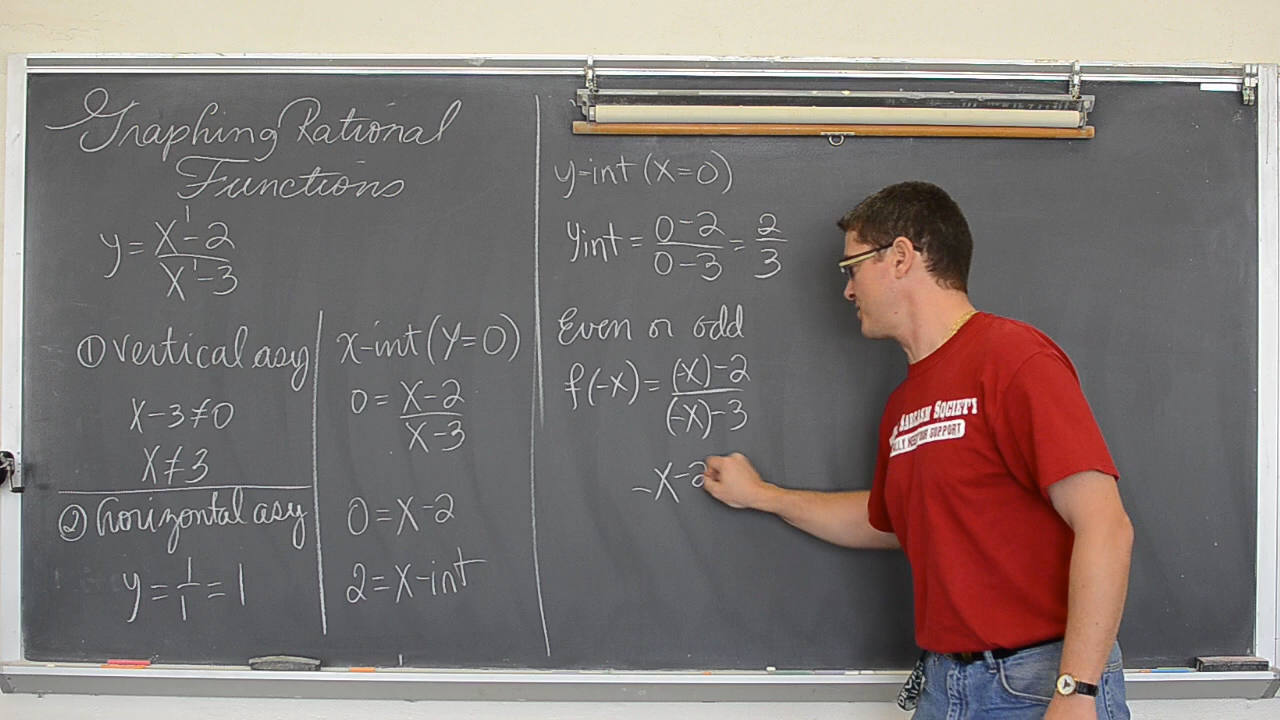 Graphing Rational
Functions
y = x¹-2 / x¹-3
① vertical asy
x-3≠0
x≠3
② horizontal asy
y = 1/1 = 1
x-int (y=0)
0 = x-2 / x-3
0 = x-2
2 = x-int
y-int (x=0)
yint = 0-2 / 0-3 = 2/3
Even or odd
f(-x) = (-x)-2 / (-x)-3
-x-2
SARCASM SOCIETY
SUPPORT